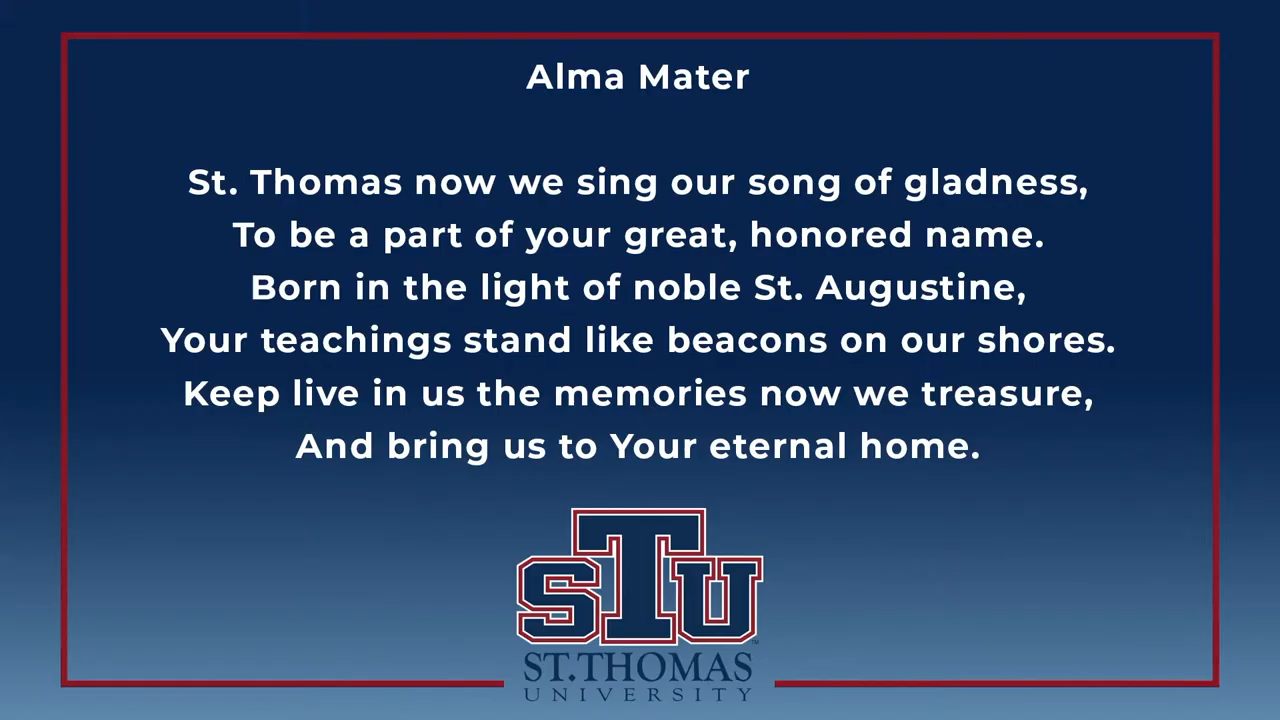 Alma Mater
St. Thomas now we sing our song of gladness,
To be a part of your great, honored name.
Born in the light of noble St. Augustine,
Your teachings stand like beacons on our shores.
Keep live in us the memories now we treasure,
And bring us to Your eternal home.
STU
ST.THOMAS
UNIVERSITY